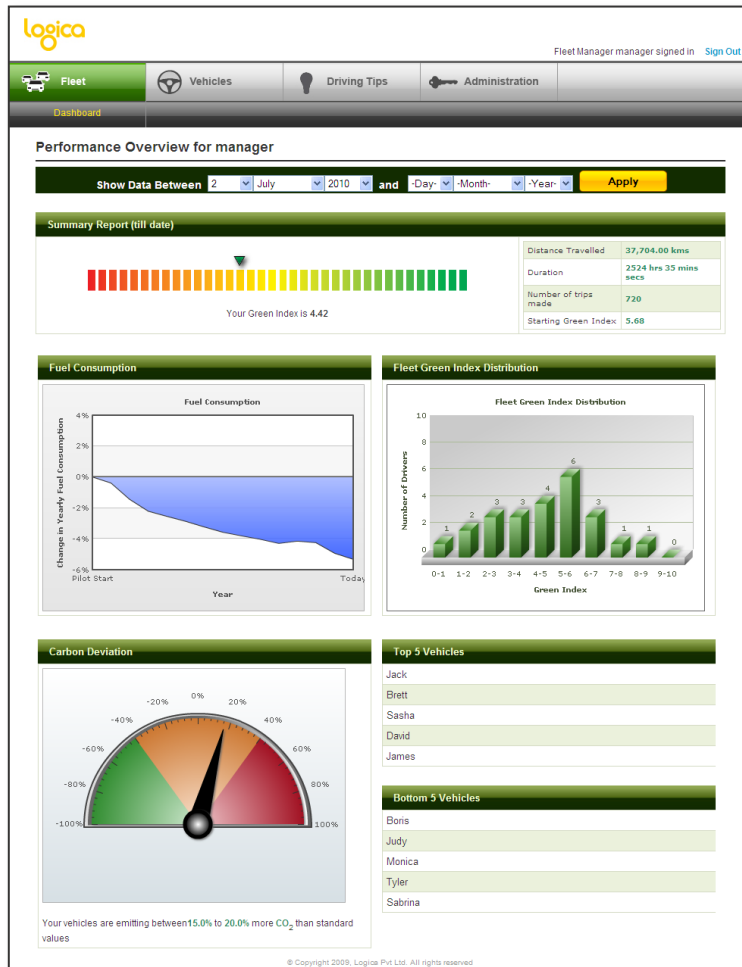 logica
Fleet Manager manager signed in Sign Out
Fleet Vehicles Driving Tips Administration
Dashboard
Performance Overview for manager
Show Data Between 2 July 2010 and -Day- -Month- -Year- Apply
Summary Report (till date)
Distance Travelled 37,704.00 kms
Duration 2524 hrs 35 mins
secs
Number of trips
made 720
Starting Green Index 5.68
Your Green Index is 4.42
Fuel Consumption
Fuel Consumption
4%
2%
0%
-2%
-4%
-6%
Change in Yearly Fuel Consumption
Pilot Start Today
Year
Fleet Green Index Distribution
Fleet Green Index Distribution
10
8
6
4
2
0
Number of Drivers
1 2 3 3 4 6 3 1 1 0
0-1 1-2 2-3 3-4 4-5 5-6 6-7 7-8 8-9 9-10
Green Index
Carbon Deviation
-100% -80% -60% -40% -20% 0% 20% 40% 60% 80% 100%
Your vehicles are emitting between15.0% to 20.0% more CO2 than standard
values
Top 5 Vehicles
Jack
Brett
Sasha
David
James
Bottom 5 Vehicles
Boris
Judy
Monica
Tyler
Sabrina
© Copyright 2009, Logica Pvt Ltd. All rights reserved